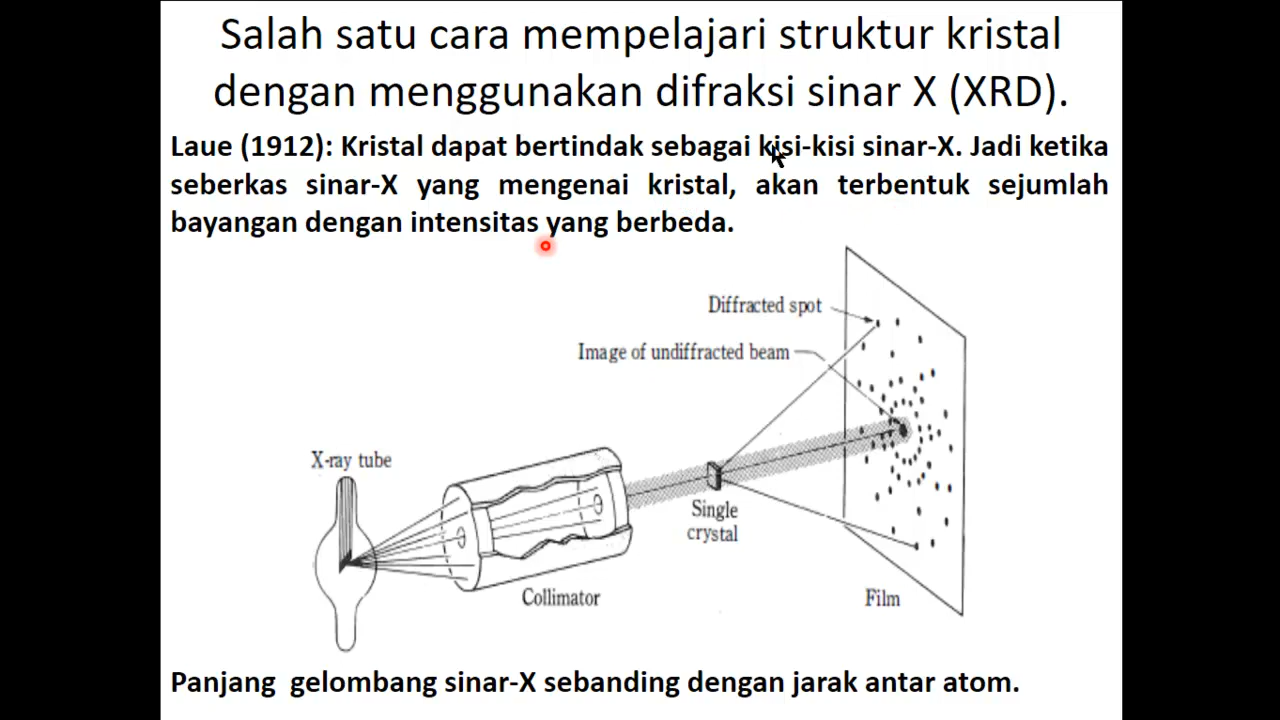 Salah satu cara mempelajari struktur kristal
dengan menggunakan difraksi sinar X (XRD).
Laue (1912): Kristal dapat bertindak sebagai kisi-kisi sinar-X. Jadi ketika
seberkas sinar-X yang mengenai kristal, akan terbentuk sejumlah
bayangan dengan intensitas yang berbeda.
Diffracted spot
Image of undiffracted beam
X-ray tube
Single
crystal
Collimator
Film
Panjang gelombang sinar-X sebanding dengan jarak antar atom.